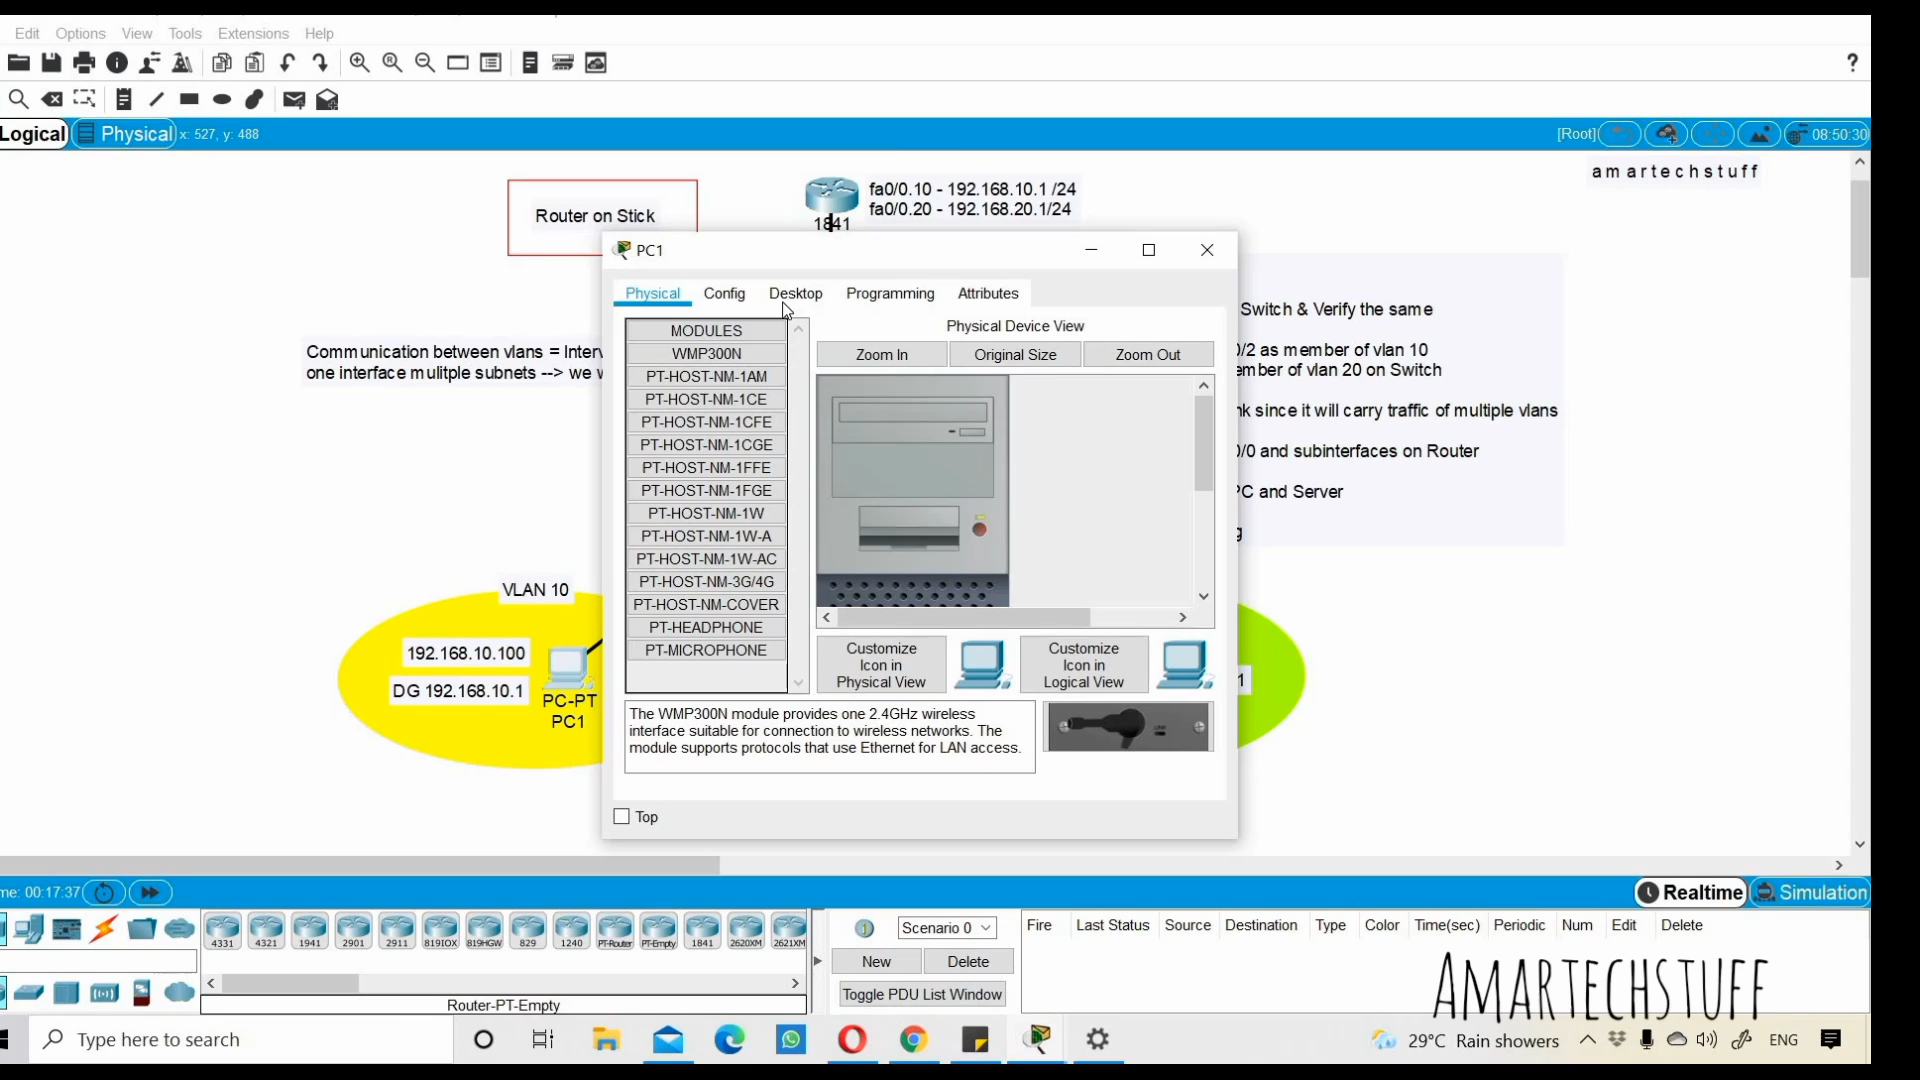 Edit Options View Tools Extensions Help
?
Logical Physical x: 527, y: 488 [Root] 08:50:30
amartechstuff
Router on Stick
fa0/0.10 - 192.168.10.1 /24
fa0/0.20 - 192.168.20.1/24
1841
PC1
Physical Config Desktop Programming Attributes
MODULES
WMP300N
PT-HOST-NM-1AM
PT-HOST-NM-1CE
PT-HOST-NM-1CFE
PT-HOST-NM-1CGE
PT-HOST-NM-1FFE
PT-HOST-NM-1FGE
PT-HOST-NM-1W
PT-HOST-NM-1W-A
PT-HOST-NM-1W-AC
PT-HOST-NM-3G/4G
PT-HOST-NM-COVER
PT-HEADPHONE
PT-MICROPHONE
Physical Device View
Zoom In Original Size Zoom Out
Customize Icon in Physical View
Customize Icon in Logical View
The WMP300N module provides one 2.4GHz wireless
interface suitable for connection to wireless networks. The
module supports protocols that use Ethernet for LAN access.
Top
Communication between vlans = Interv
one interface mulitple subnets --> we w
Switch & Verify the same
0/2 as member of vlan 10
ember of vlan 20 on Switch
nk since it will carry traffic of multiple vlans
0/0 and subinterfaces on Router
PC and Server
g
VLAN 10
192.168.10.100
DG 192.168.10.1
PC-PT
PC1
1
me: 00:17:37
Realtime Simulation
4331 4321 1941 2901 2911 819IOX 819HGW 829 1240 PT-Router PT-Empty 1841 2620XM 2621XM
Router-PT-Empty
Scenario 0
New Delete
Toggle PDU List Window
Fire Last Status Source Destination Type Color Time(sec) Periodic Num Edit Delete
AMARTECHSTUFF
Type here to search
29°C Rain showers ENG